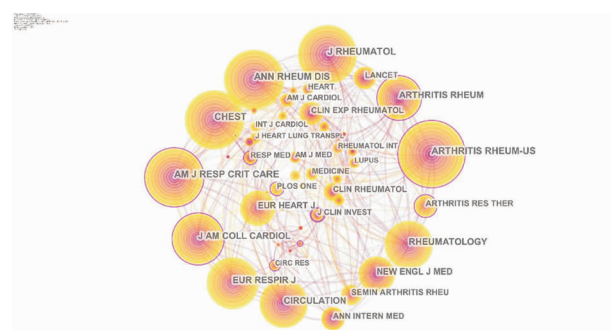 J RHEUMATOL
ANN RHEUM DIS
LANCET
HEART
ARTHRITIS RHEUM
AM J CARDIOL
CLIN EXP RHEUMATOL
CHEST
INT J CARDIOL
J HEART LUNG TRANSPL
RHEUMATOL INT
ARTHRITIS RHEUM-US
RESP MED
AM J MED
LUPUS
AM J RESP CRIT CARE
MEDICINE
PLOS ONE
CLIN RHEUMATOL
EUR HEART J
ARTHRITIS RES THER
J CLIN INVEST
J AM COLL CARDIOL
RHEUMATOLOGY
CIRC RES
NEW ENGL J MED
EUR RESPIR J
SEMIN ARTHRITIS RHEU
CIRCULATION
ANN INTERN MED